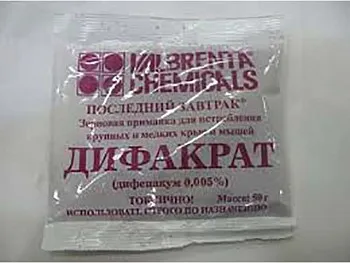 VALBRENTA
CHEMICALS
ПОСЛЕДНИЙ ЗАВТРАК®
Зерновая приманка для истребления
крупных и мелких крыс и мышей
ДИФАКРАТ
(дифенакум 0,005%)
ТОКСИЧНО! Масса: 50 г
ИСПОЛЬЗОВАТЬ СТРОГО ПО НАЗНАЧЕНИЮ